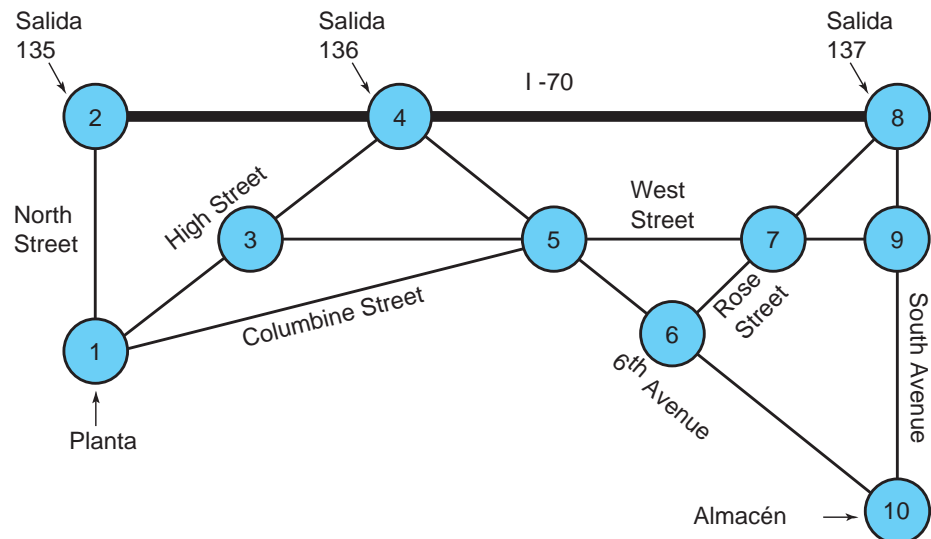 Salida
135
Salida
136
Salida
137
I -70
2
4
8
North
Street
High Street
West
Street
3
5
7
9
Columbine Street
Rose
Street
1
6
6th Avenue
South Avenue
Planta
Almacén
10